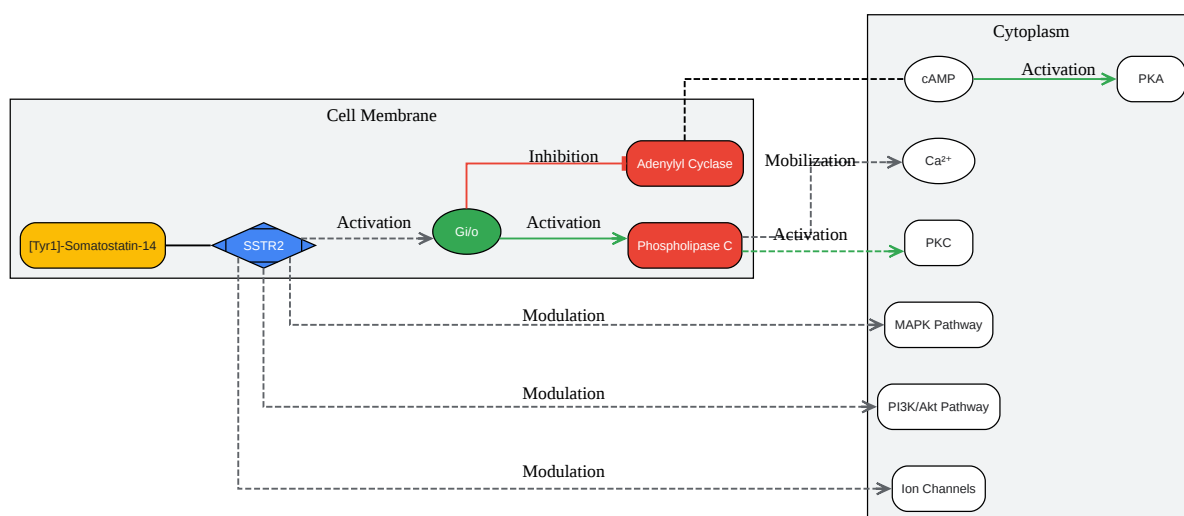 Cytoplasm
cAMP
Activation
PKA
Cell Membrane
Inhibition
Adenylyl Cyclase
Mobilization
Ca²⁺
[Tyr1]-Somatostatin-14
SSTR2
Activation
Gi/o
Activation
Phospholipase C
Activation
PKC
Modulation
MAPK Pathway
Modulation
PI3K/Akt Pathway
Modulation
Ion Channels